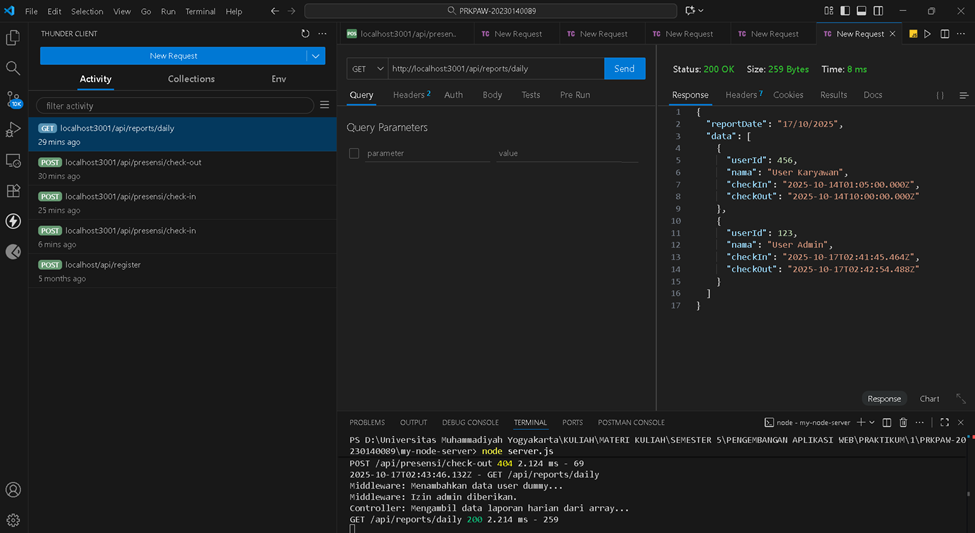 File Edit Selection View Go Run Terminal Help
PRKPAW-20230140089
THUNDER CLIENT
New Request
Activity Collections Env
filter activity
GET localhost:3001/api/reports/daily
29 mins ago
POST localhost:3001/api/presensi/check-out
30 mins ago
POST localhost:3001/api/presensi/check-in
25 mins ago
POST localhost:3001/api/presensi/check-in
6 mins ago
POST localhost/api/register
5 months ago
10K
POS localhost:3001/api/presen..
TC New Request
TC New Request
TC New Request
TC New Request
TC New Request
GET http://localhost:3001/api/reports/daily Send
Query Headers 2 Auth Body Tests Pre Run
Query Parameters
parameter value
Status: 200 OK Size: 259 Bytes Time: 8 ms
Response Headers 7 Cookies Results Docs { }
1 {
2 "reportDate": "17/10/2025",
3 "data": [
4 {
5 "userId": 456,
6 "nama": "User Karyawan",
7 "checkIn": "2025-10-14T01:05:00.000Z",
8 "checkOut": "2025-10-14T10:00:00.000Z"
9 },
10 {
11 "userId": 123,
12 "nama": "User Admin",
13 "checkIn": "2025-10-17T02:41:45.464Z",
14 "checkOut": "2025-10-17T02:42:54.488Z"
15 }
16 ]
17 }
Response Chart
PROBLEMS OUTPUT DEBUG CONSOLE TERMINAL PORTS POSTMAN CONSOLE
node - my-node-server
PS D:\Universitas Muhammadiyah Yogyakarta\KULIAH\MATERI KULIAH\SEMESTER 5\PENGEMBANGAN APLIKASI WEB\PRAKTIKUM\1\PRKPAW-20
230140089\my-node-server> node server.js
POST /api/presensi/check-out 404 2.124 ms - 69
2025-10-17T02:43:46.132Z - GET /api/reports/daily
Middleware: Menambahkan data user dummy...
Middleware: Izin admin diberikan.
Controller: Mengambil data laporan harian dari array...
GET /api/reports/daily 200 2.214 ms - 259